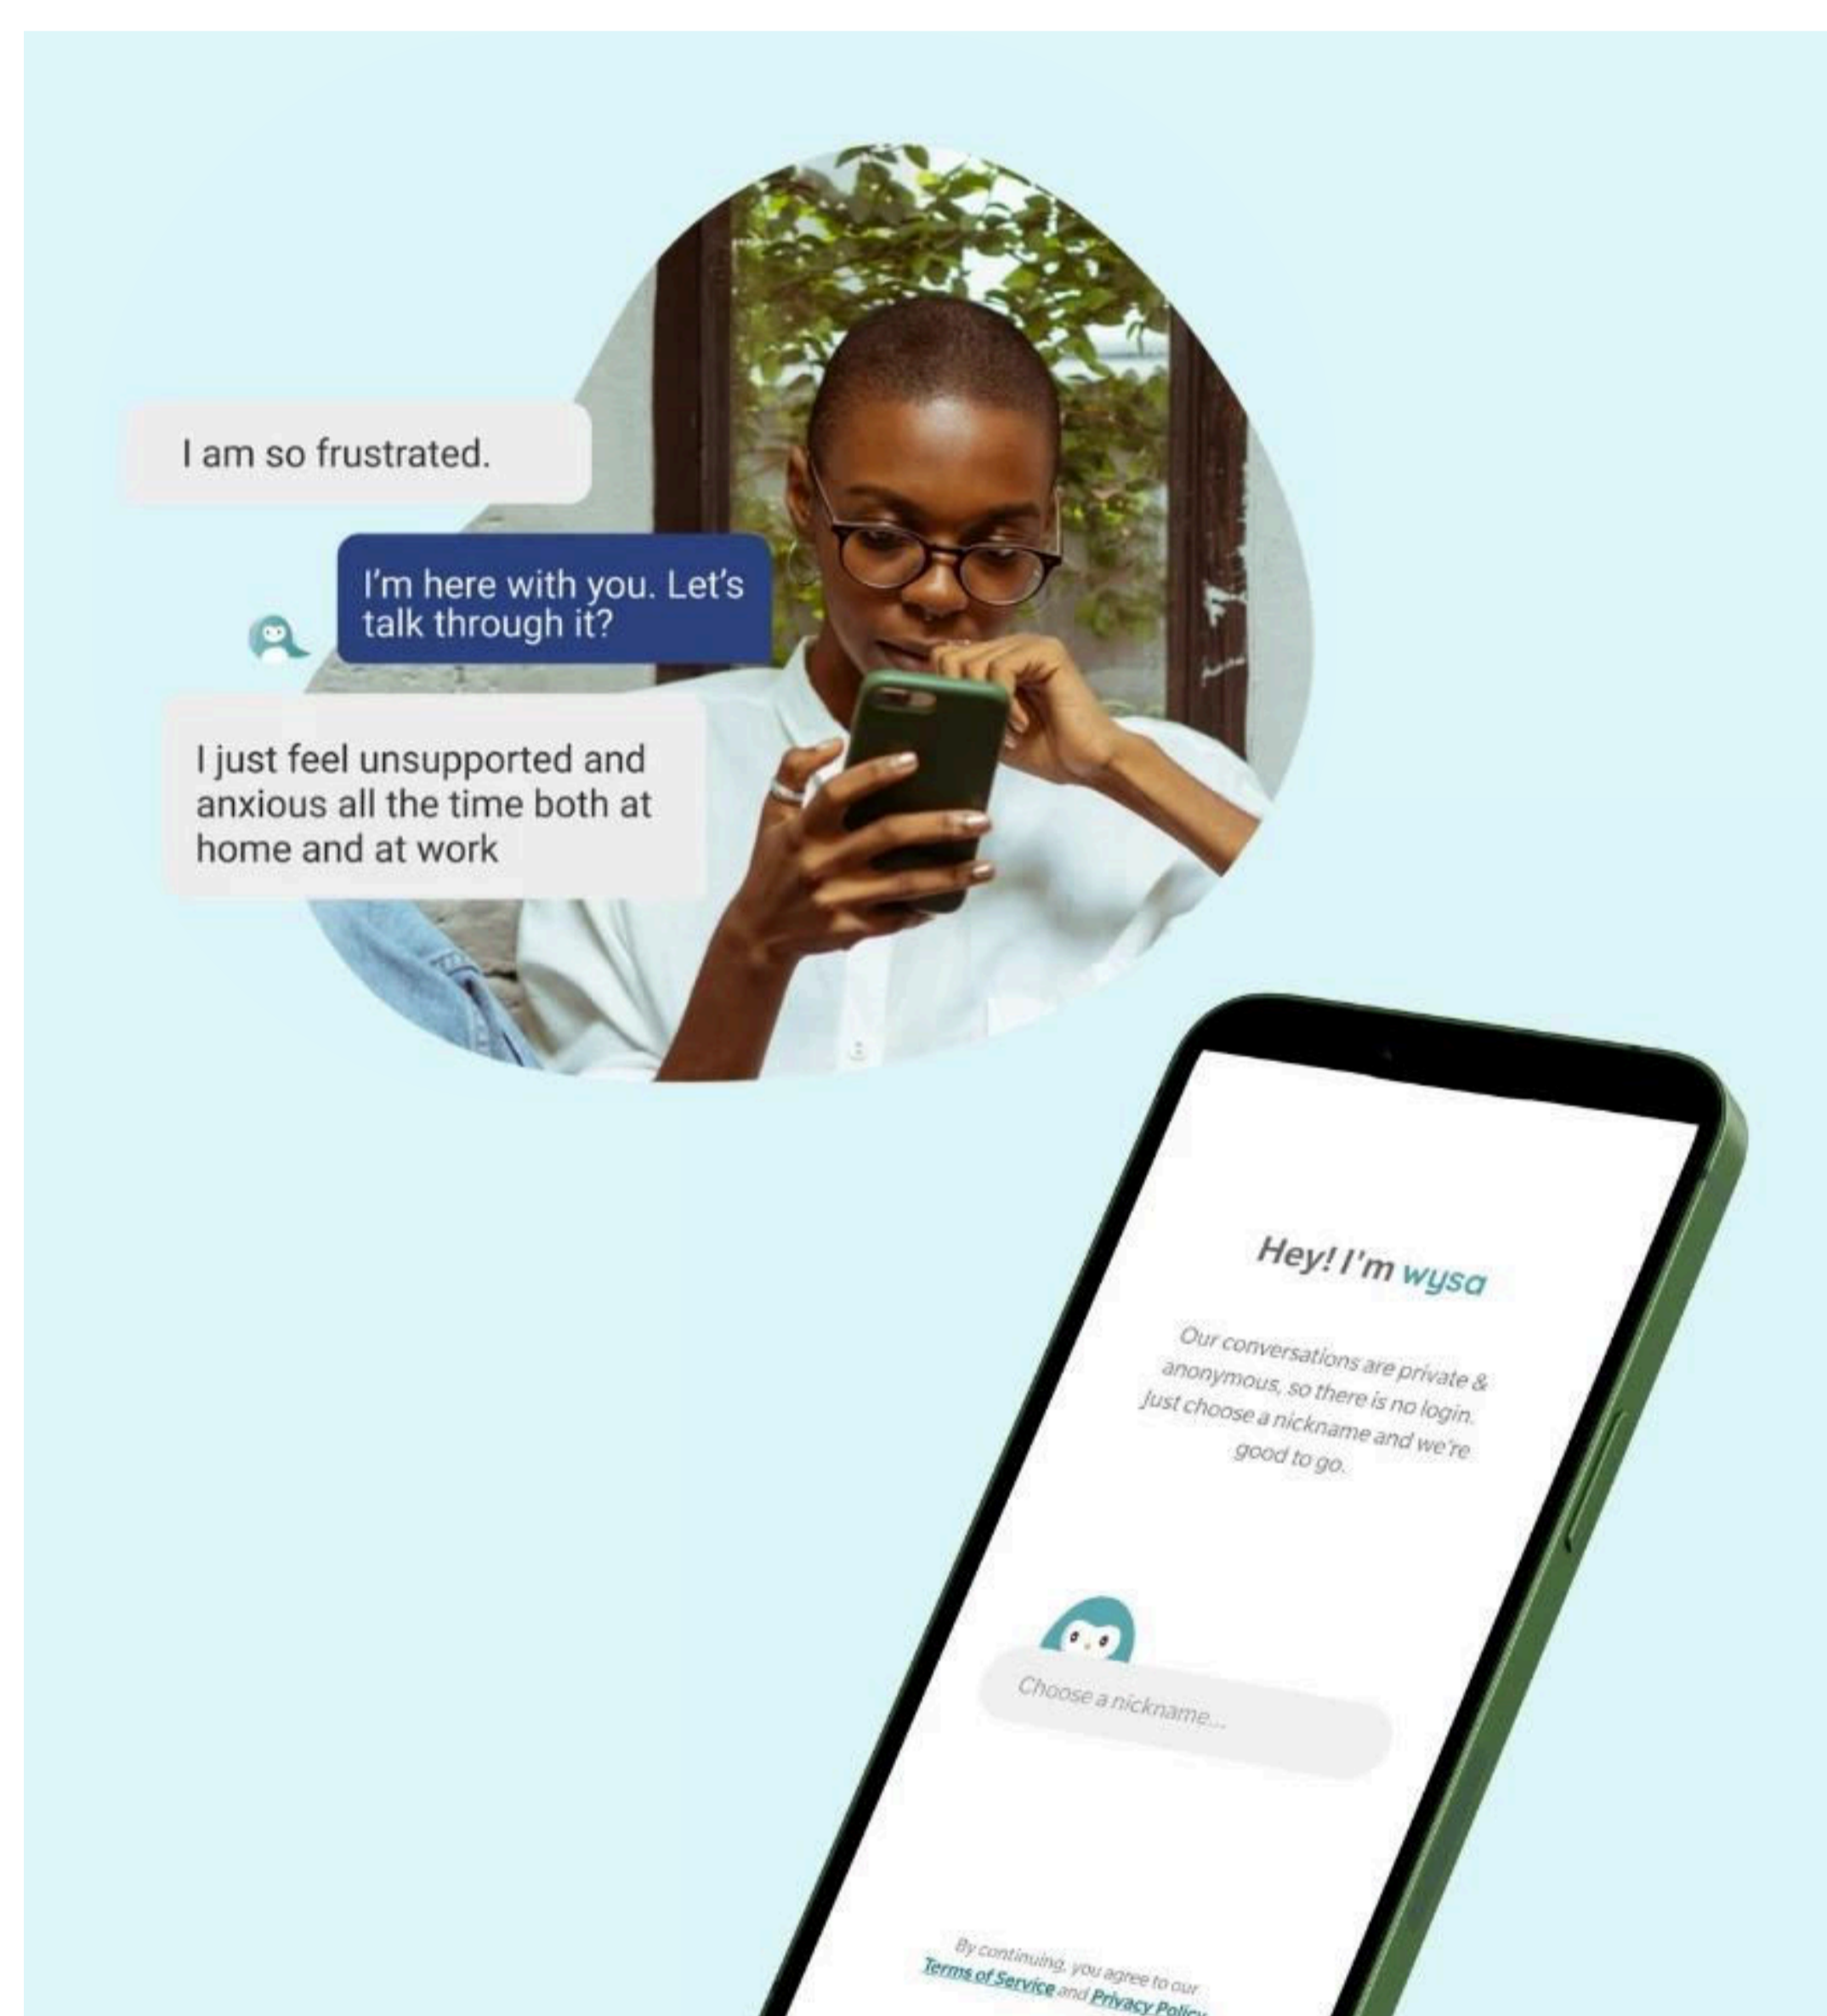 I am so frustrated.
I'm here with you. Let's
talk through it?
I just feel unsupported and
anxious all the time both at
home and at work
Hey! I'm wysa
Our conversations are private &
anonymous, so there is no login.
Just choose a nickname and we're
good to go.
Choose a nickname...
By continuing, you agree to our
Terms of Service and Privacy Policy